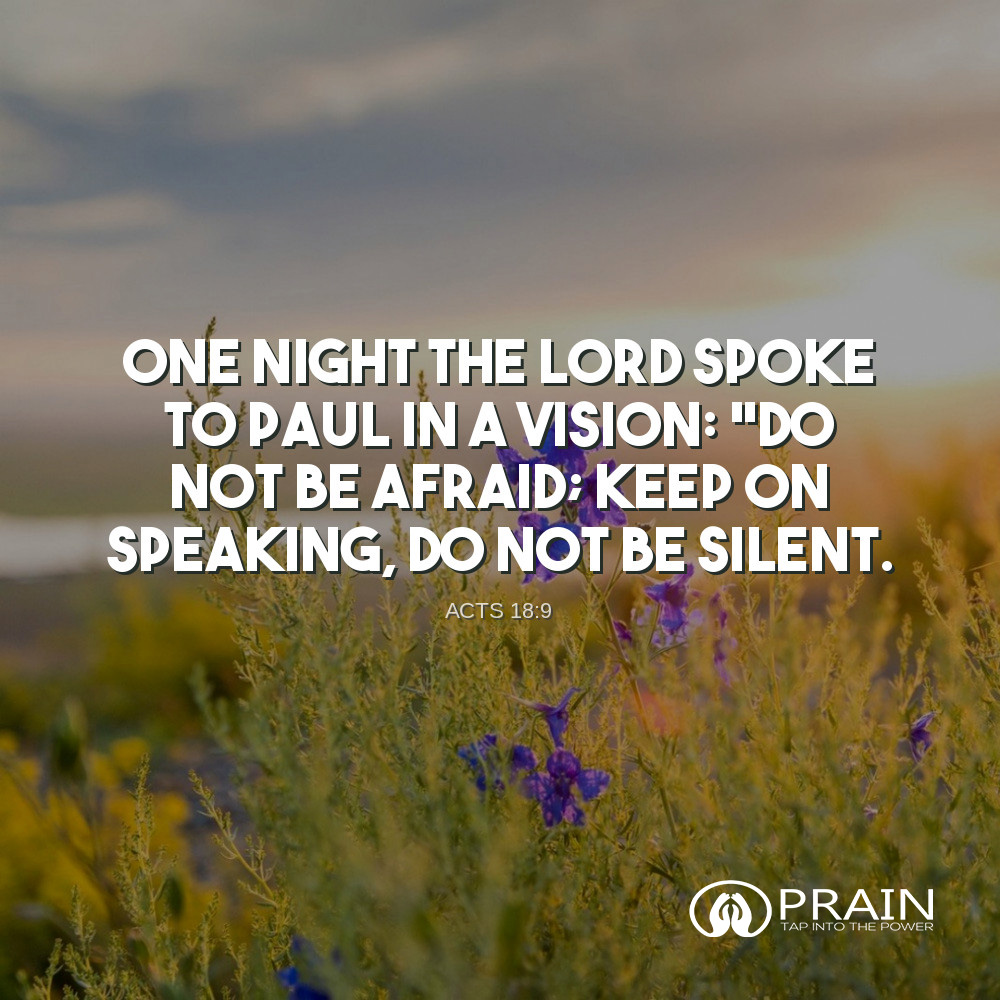 ONE NIGHT THE LORD SPOKE
TO PAUL IN A VISION: "DO
NOT BE AFRAID; KEEP ON
SPEAKING, DO NOT BE SILENT.
ACTS 18:9
PRAIN
TAP INTO THE POWER